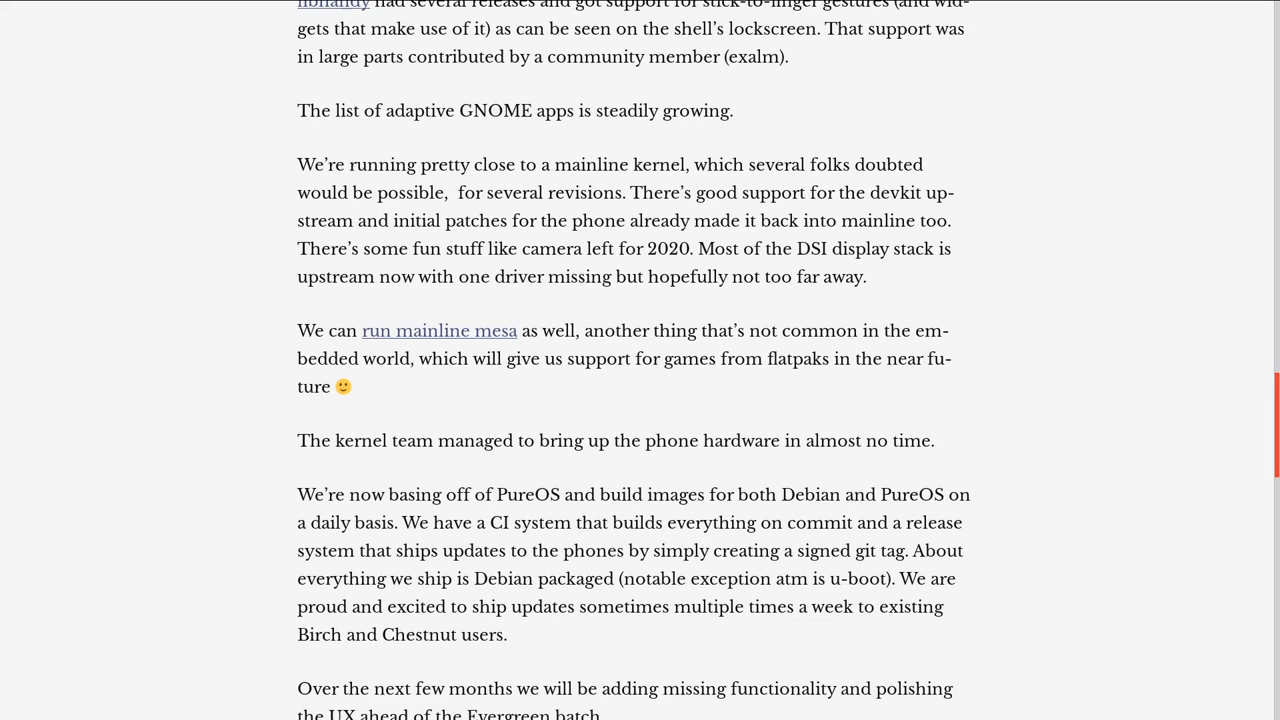 libhandy had several releases and got support for stick-to-finger gestures (and wid-
gets that make use of it) as can be seen on the shell’s lockscreen. That support was
in large parts contributed by a community member (exalm).
The list of adaptive GNOME apps is steadily growing.
We’re running pretty close to a mainline kernel, which several folks doubted
would be possible,  for several revisions. There’s good support for the devkit up-
stream and initial patches for the phone already made it back into mainline too.
There’s some fun stuff like camera left for 2020. Most of the DSI display stack is
upstream now with one driver missing but hopefully not too far away.
We can run mainline mesa as well, another thing that’s not common in the em-
bedded world, which will give us support for games from flatpaks in the near fu-
ture 🙂
The kernel team managed to bring up the phone hardware in almost no time.
We’re now basing off of PureOS and build images for both Debian and PureOS on
a daily basis. We have a CI system that builds everything on commit and a release
system that ships updates to the phones by simply creating a signed git tag. About
everything we ship is Debian packaged (notable exception atm is u-boot). We are
proud and excited to ship updates sometimes multiple times a week to existing
Birch and Chestnut users.
Over the next few months we will be adding missing functionality and polishing
the UX ahead of the Evergreen batch.